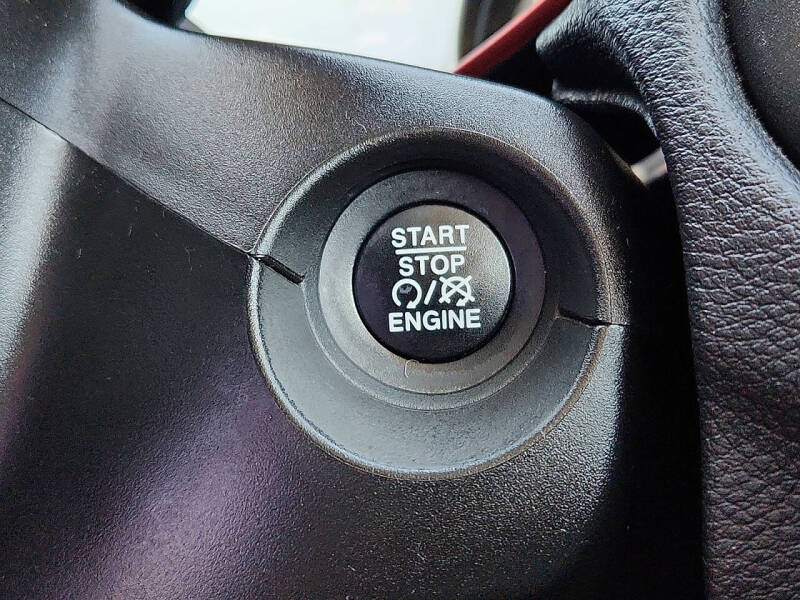 START
STOP
/
ENGINE